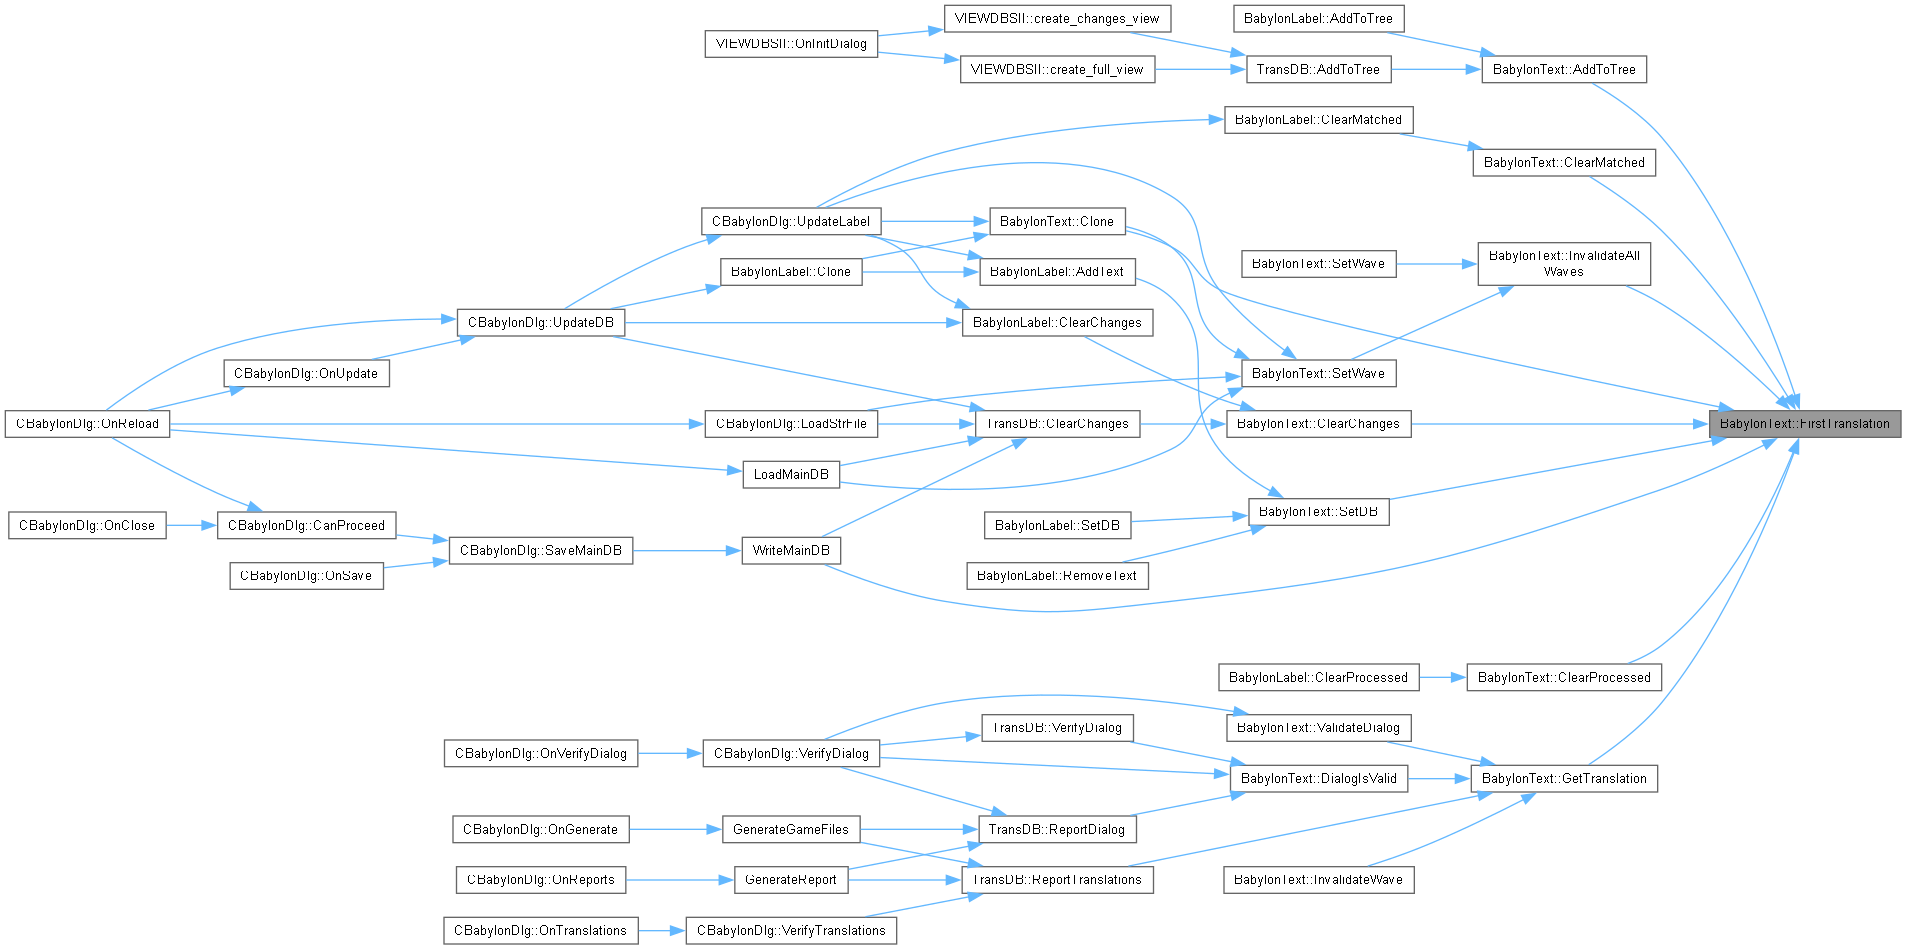 VIEWDBSII::create_changes_view
BabylonLabel::AddToTree
VIEWDBSII::OnInitDialog
VIEWDBSII::create_full_view
TransDB::AddToTree
BabylonText::AddToTree
BabylonLabel::ClearMatched
BabylonText::ClearMatched
CBabylonDlg::UpdateLabel
BabylonText::Clone
BabylonText::SetWave
BabylonText::InvalidateAll
Waves
BabylonLabel::Clone
BabylonLabel::AddText
CBabylonDlg::UpdateDB
BabylonLabel::ClearChanges
CBabylonDlg::OnUpdate
BabylonText::SetWave
CBabylonDlg::OnReload
CBabylonDlg::LoadStrFile
TransDB::ClearChanges
BabylonText::ClearChanges
BabylonText::FirstTranslation
LoadMainDB
CBabylonDlg::OnClose
CBabylonDlg::CanProceed
BabylonLabel::SetDB
BabylonText::SetDB
CBabylonDlg::SaveMainDB
WriteMainDB
CBabylonDlg::OnSave
BabylonLabel::RemoveText
BabylonLabel::ClearProcessed
BabylonText::ClearProcessed
TransDB::VerifyDialog
BabylonText::ValidateDialog
CBabylonDlg::OnVerifyDialog
CBabylonDlg::VerifyDialog
BabylonText::DialogIsValid
BabylonText::GetTranslation
CBabylonDlg::OnGenerate
GenerateGameFiles
TransDB::ReportDialog
CBabylonDlg::OnReports
GenerateReport
TransDB::ReportTranslations
BabylonText::InvalidateWave
CBabylonDlg::OnTranslations
CBabylonDlg::VerifyTranslations